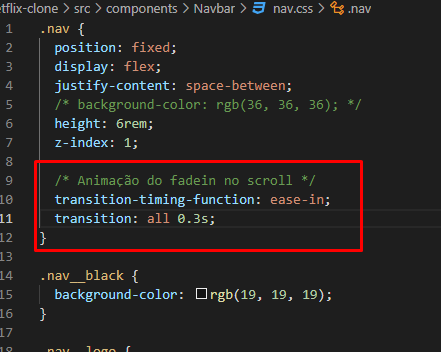 etflix-clone > src > components > Navbar > nav.css > .nav
1 .nav {
2 position: fixed;
3 display: flex;
4 justify-content: space-between;
5 /* background-color: rgb(36, 36, 36); */
6 height: 6rem;
7 z-index: 1;
8
9 /* Animação do fadein no scroll */
10 transition-timing-function: ease-in;
11 transition: all 0.3s;
12 }
13
14 .nav__black {
15 background-color: rgb(19, 19, 19);
16 }
17
18 .nav__logo {